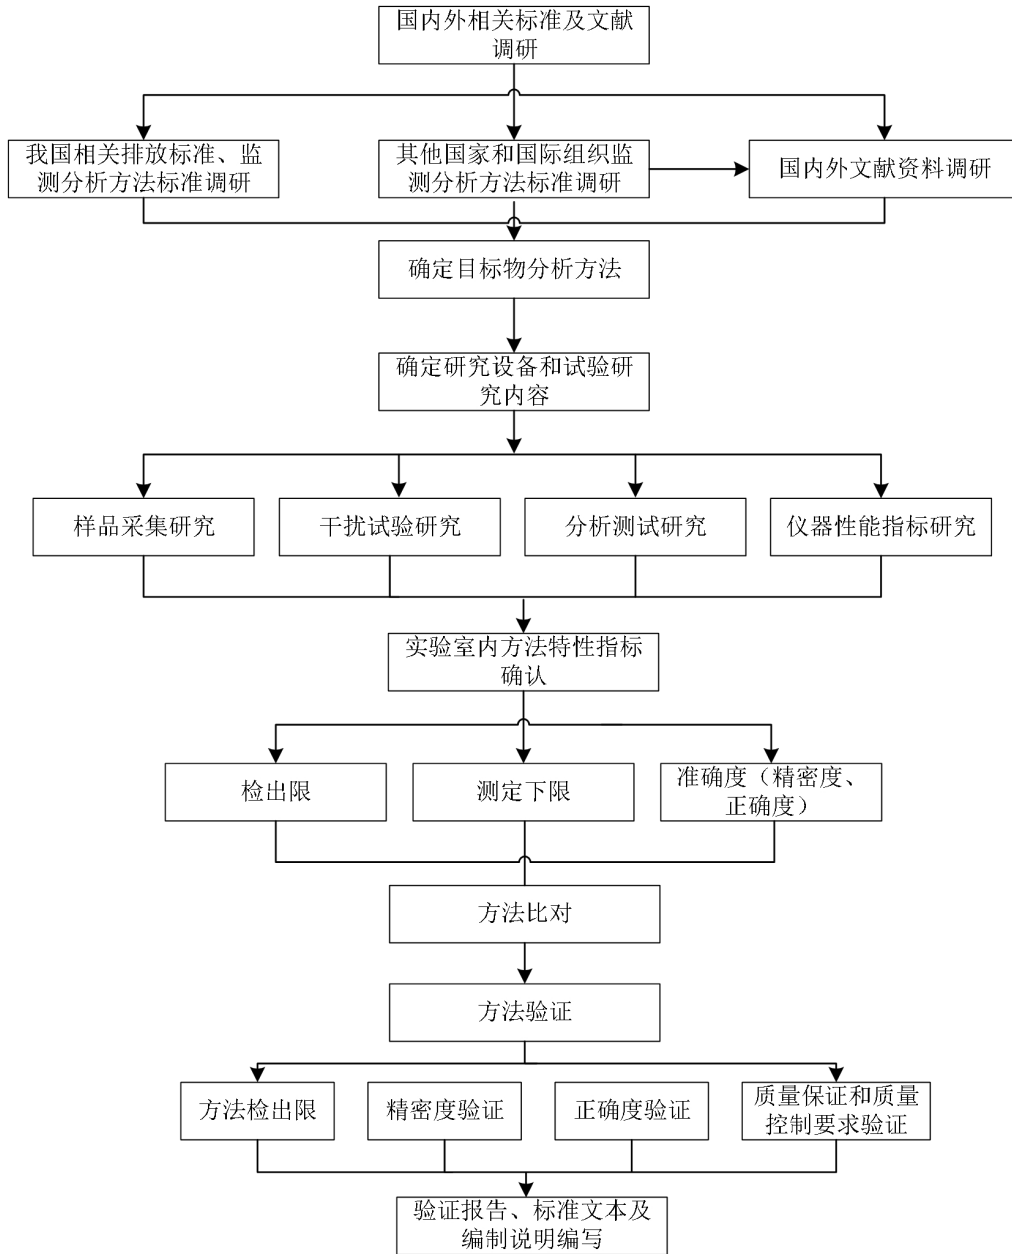 国内外相关标准及文献
调研
我国相关排放标准、监
测分析方法标准调研
其他国家和国际组织监
测分析方法标准调研
国内外文献资料调研
确定目标物分析方法
确定研究设备和试验研
究内容
样品采集研究
干扰试验研究
分析测试研究
仪器性能指标研究
实验室内方法特性指标
确认
检出限
测定下限
准确度（精密度、
正确度）
方法比对
方法验证
方法检出限
精密度验证
正确度验证
质量保证和质量
控制要求验证
验证报告、标准文本及
编制说明编写